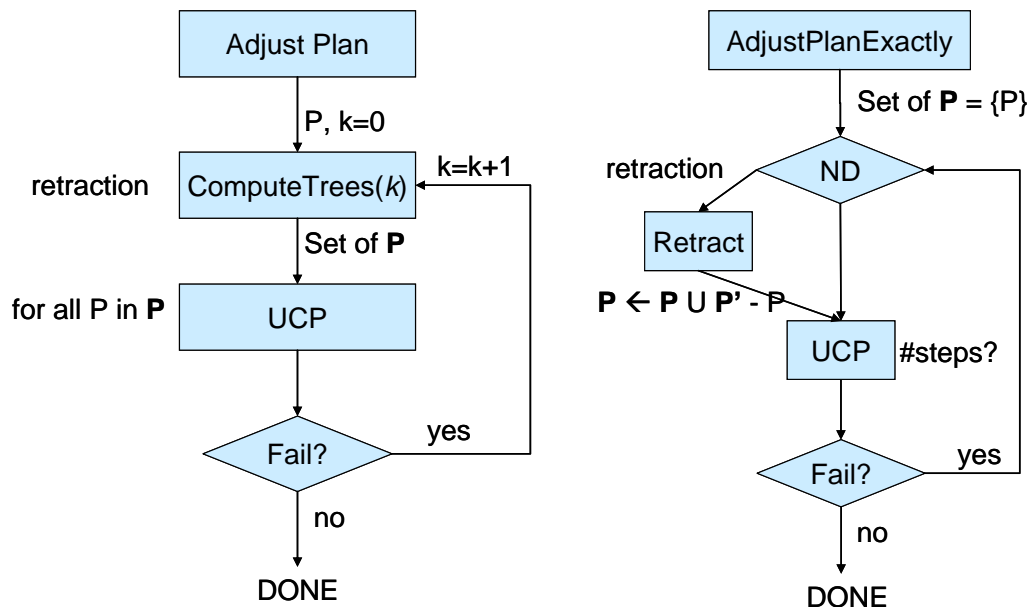 Adjust Plan
P, k=0
k=k+1
retraction
ComputeTrees(k)
Set of P
for all P in P
UCP
Fail?
yes
no
DONE
AdjustPlanExactly
Set of P = {P}
retraction
ND
Retract
P ← P U P' - P
UCP
#steps?
Fail?
yes
no
DONE